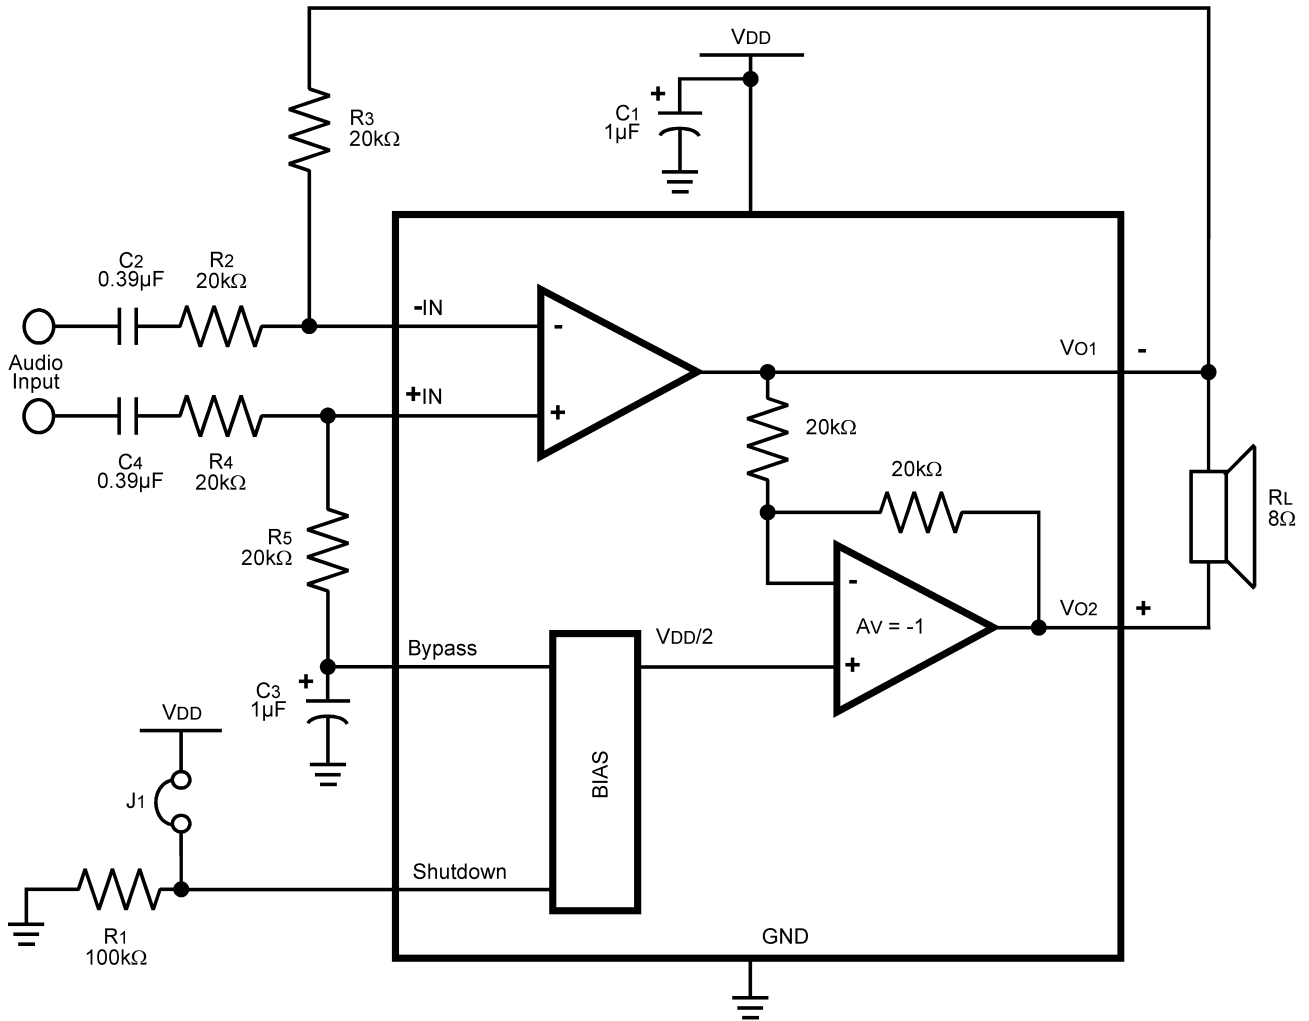 VDD
+
C1
1µF
R3
20kΩ
C2
0.39µF
R2
20kΩ
-IN
-
Audio
Input
+IN
+
C4
0.39µF
R4
20kΩ
VO1
-
20kΩ
20kΩ
RL
8Ω
R5
20kΩ
-
AV = -1
+
VO2
+
Bypass
VDD/2
+
C3
1µF
VDD
J1
BIAS
Shutdown
R1
100kΩ
GND